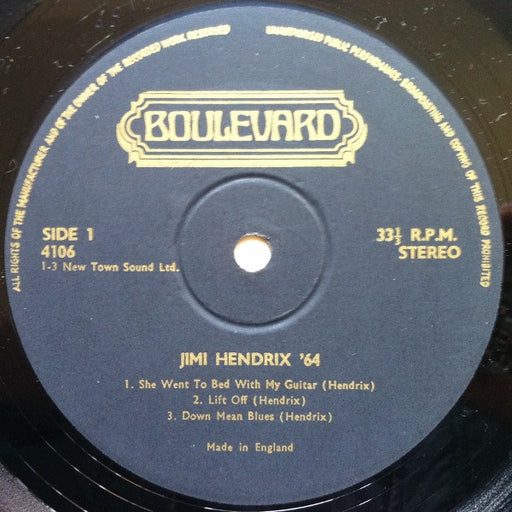 ALL RIGHTS OF THE MANUFACTURER AND OF THE OWNER OF THE RECORDED WORK RESERVED
UNAUTHORISED PUBLIC PERFORMANCE, BROADCASTING AND COPYING OF THIS RECORD PROHIBITED
BOULEVARD
SIDE 1
4106
1-3 New Town Sound Ltd.
33⅓ R.P.M.
STEREO
JIMI HENDRIX '64
1. She Went To Bed With My Guitar (Hendrix)
2. Lift Off (Hendrix)
3. Down Mean Blues (Hendrix)
Made in England